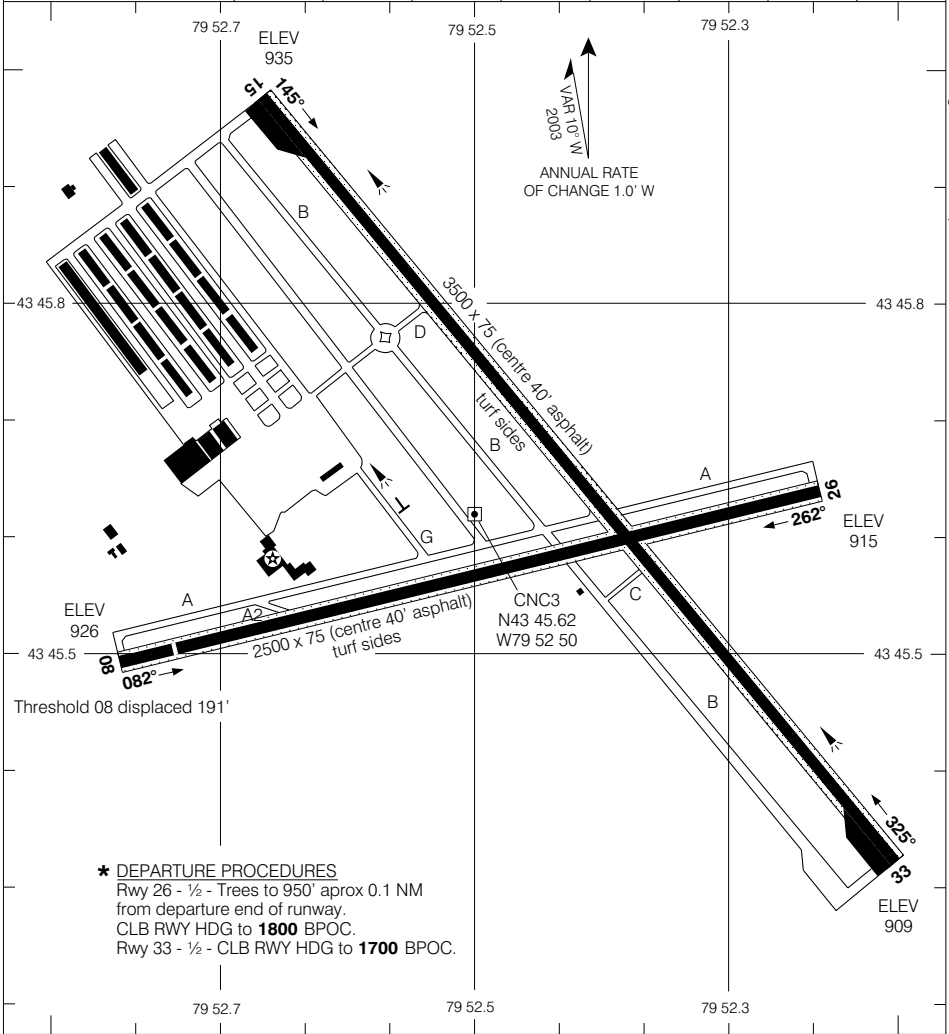 79 52.7
79 52.5
79 52.3
ELEV
935
15
145°
VAR 10° W
2003
ANNUAL RATE
OF CHANGE 1.0' W
B
43 45.8
43 45.8
D
3500 x 75 (centre 40' asphalt)
turf sides
B
A
26
262°
ELEV
915
G
CNC3
N43 45.62
W79 52 50
C
A
A2
ELEV
926
2500 x 75 (centre 40' asphalt)
turf sides
43 45.5
43 45.5
08
082°
Threshold 08 displaced 191'
B
325°
33
ELEV
909
* DEPARTURE PROCEDURES
Rwy 26 - ½ - Trees to 950' aprox 0.1 NM
from departure end of runway.
CLB RWY HDG to 1800 BPOC.
Rwy 33 - ½ - CLB RWY HDG to 1700 BPOC.
79 52.7
79 52.5
79 52.3